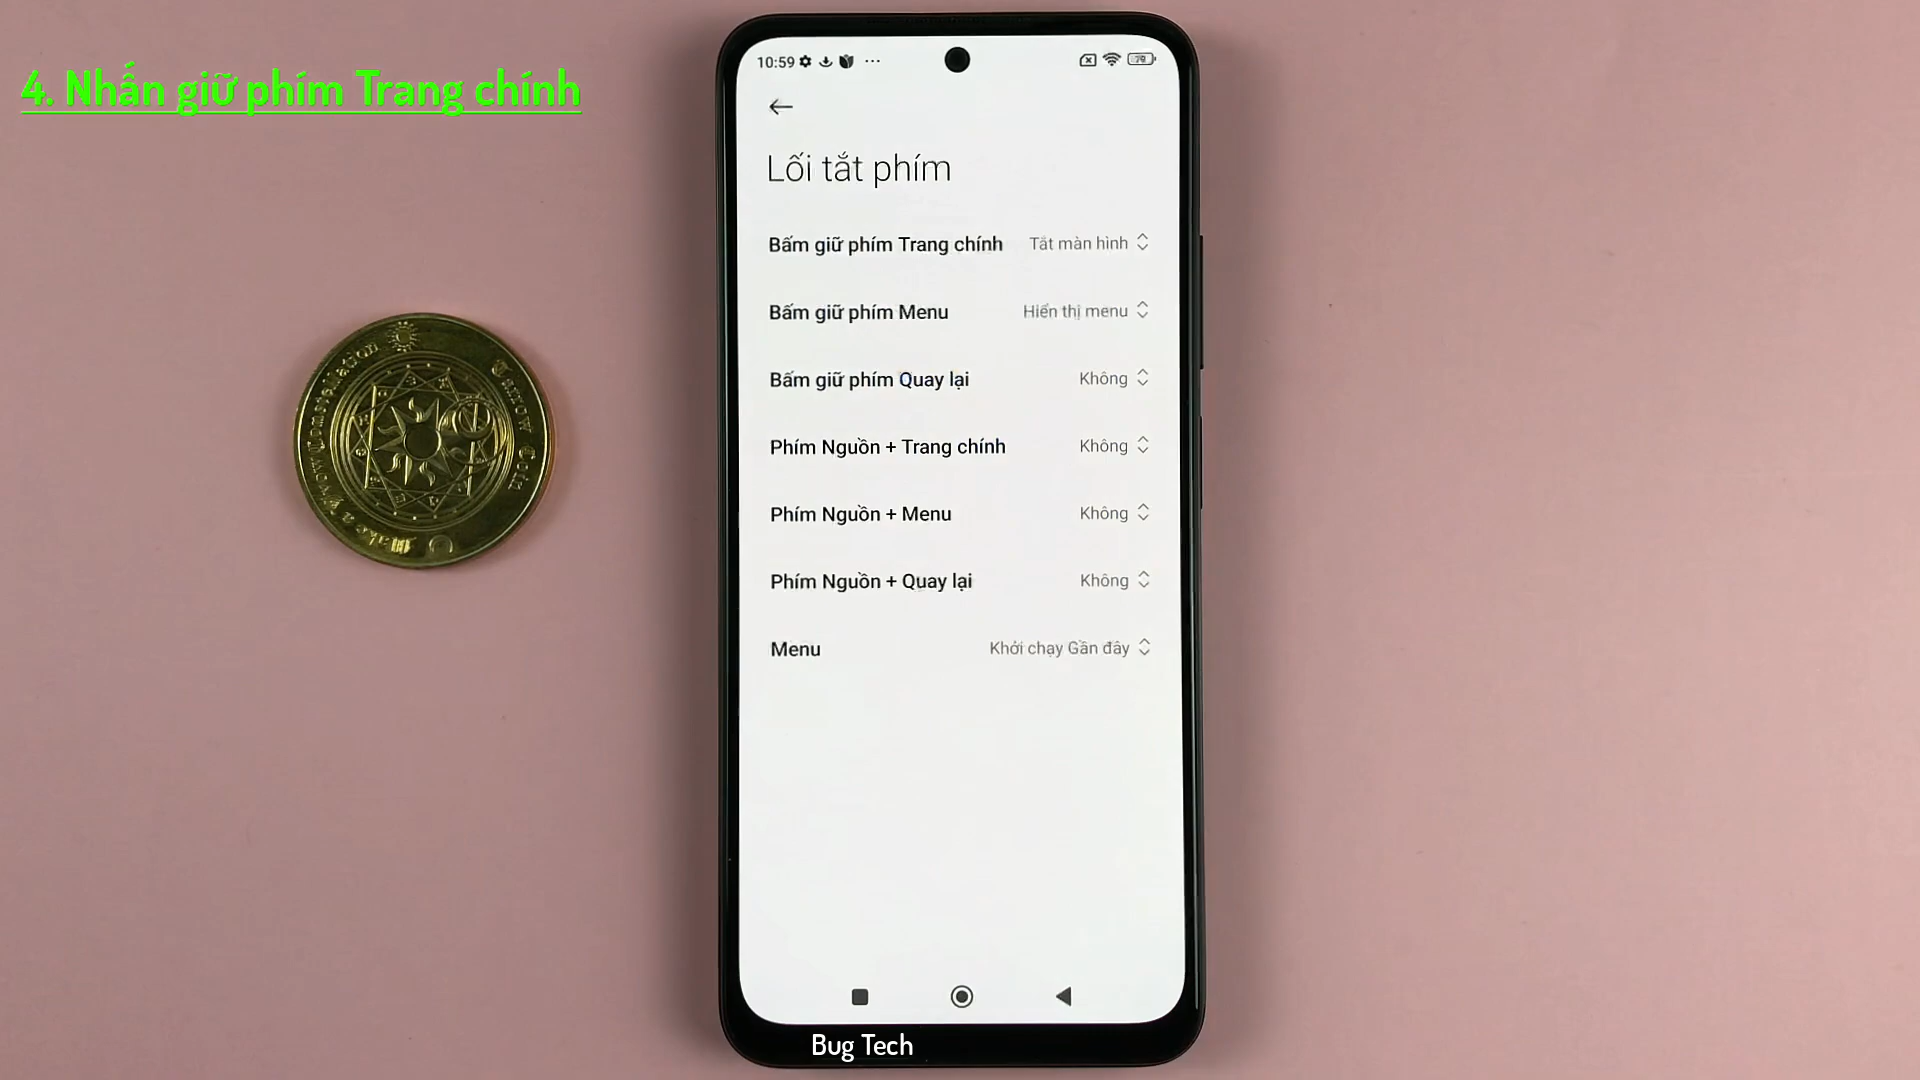 4. Nhấn giữ phím Trang chính
10:59
79
Lối tắt phím
Bấm giữ phím Trang chính Tắt màn hình
Bấm giữ phím Menu Hiển thị menu
Bấm giữ phím Quay lại Không
Phím Nguồn + Trang chính Không
Phím Nguồn + Menu Không
Phím Nguồn + Quay lại Không
Menu Khởi chạy Gần đây
Bug Tech